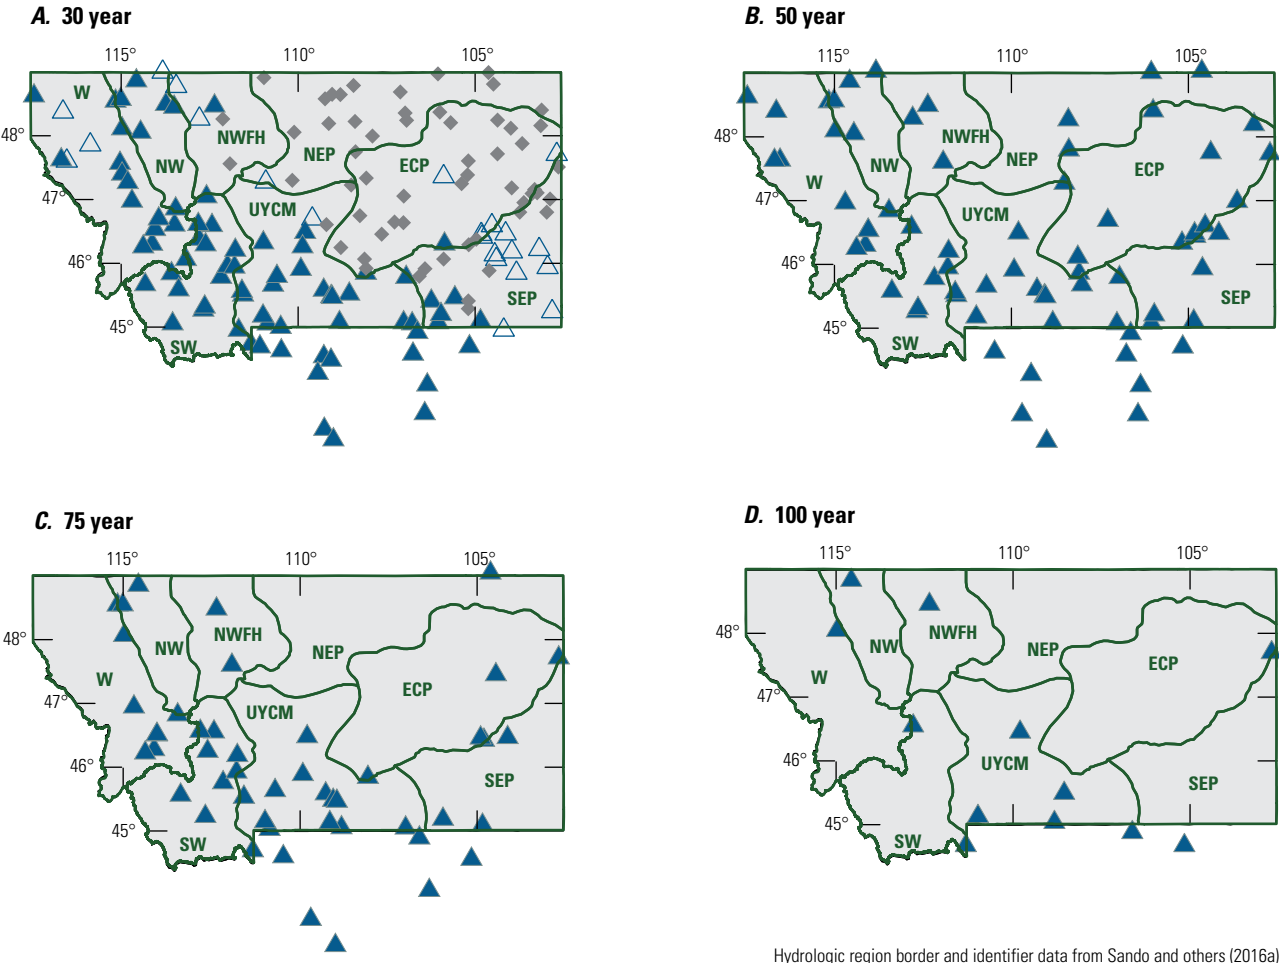 A. 30 year
B. 50 year
115° 110° 105°
115° 110° 105°
48°
47°
46°
45°
W
NW
NWFH
NEP
ECP
UYCM
SEP
SW
48°
47°
46°
45°
W
NW
NWFH
NEP
ECP
UYCM
SEP
SW
C. 75 year
D. 100 year
115° 110° 105°
115° 110° 105°
48°
47°
46°
45°
W
NW
NWFH
NEP
ECP
UYCM
SEP
SW
48°
47°
46°
45°
W
NW
NWFH
NEP
ECP
UYCM
SEP
SW
Hydrologic region border and identifier data from Sando and others (2016a)